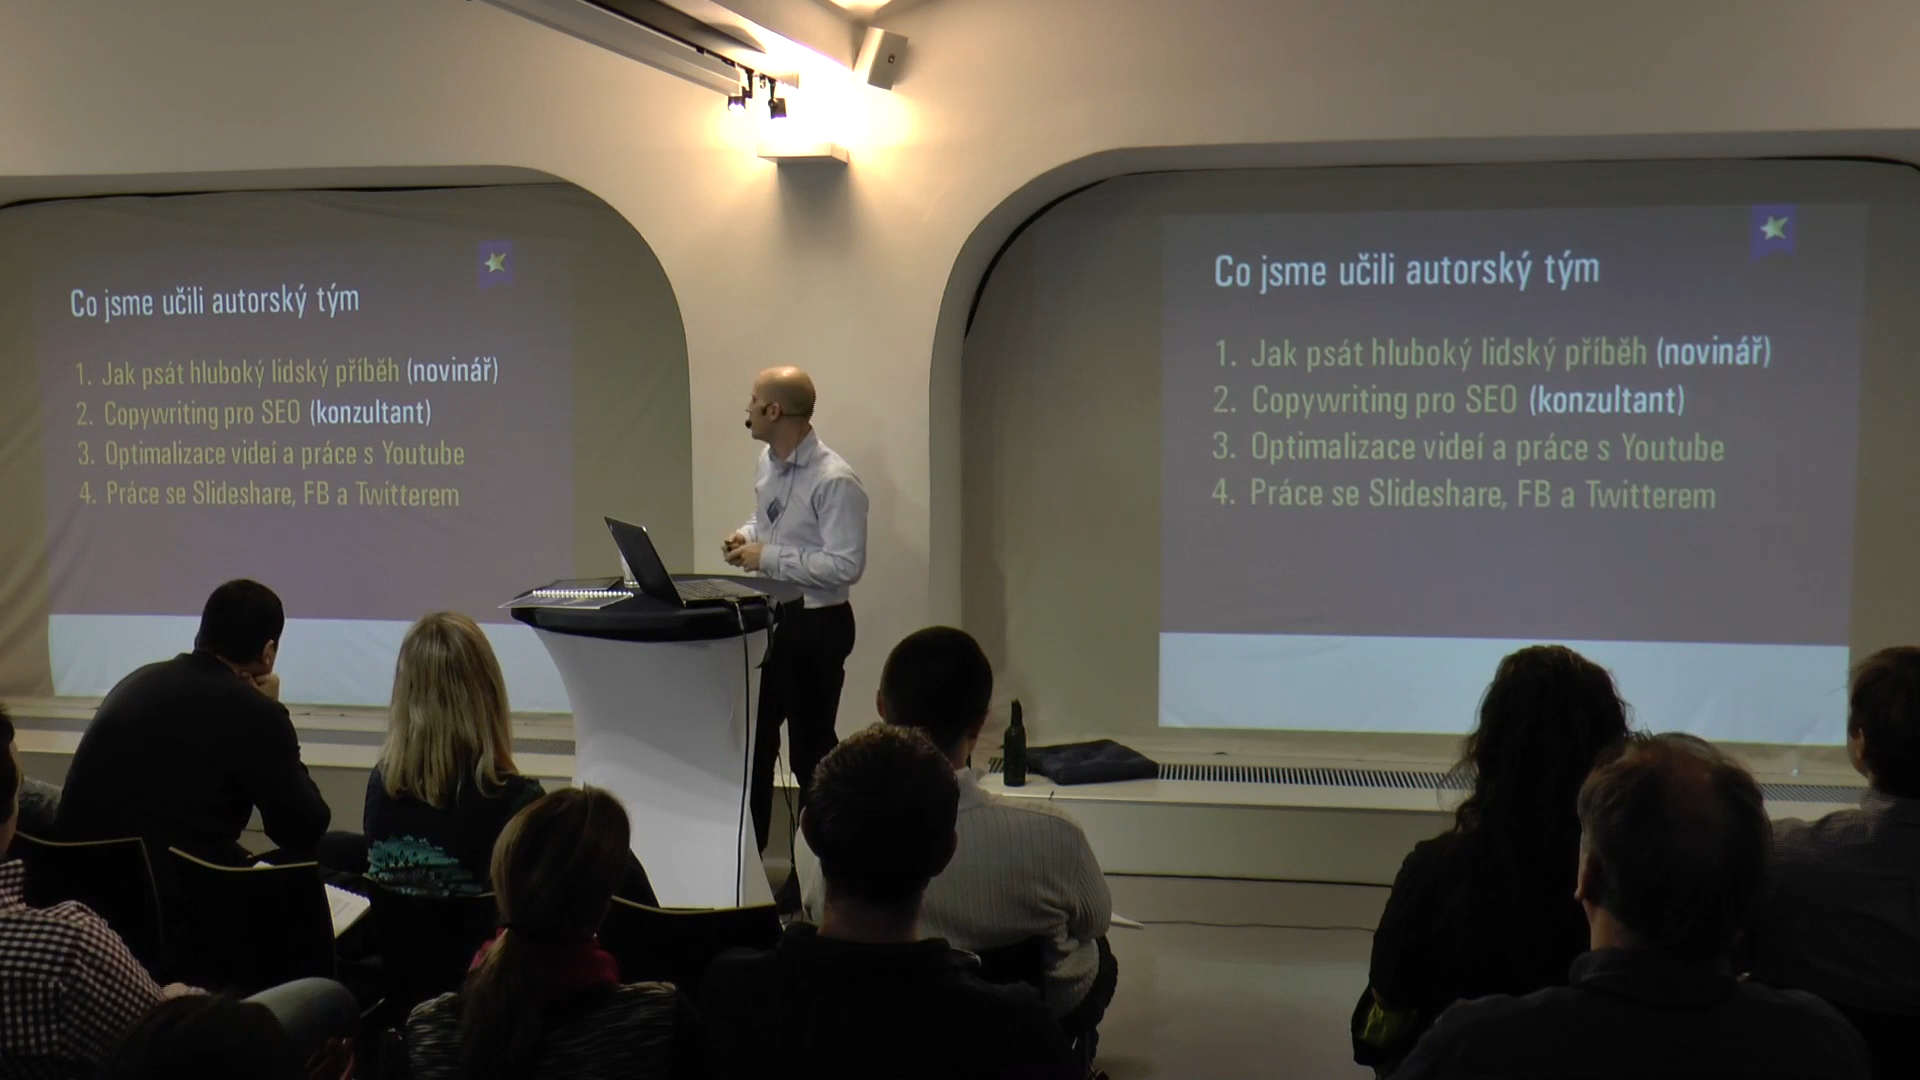 Co jsme učili autorský tým
1. Jak psát hluboký lidský příběh (novinář)
2. Copywriting pro SEO (konzultant)
3. Optimalizace videí a práce s Youtube
4. Práce se Slideshare, FB a Twitterem
Co jsme učili autorský tým
1. Jak psát hluboký lidský příběh (novinář)
2. Copywriting pro SEO (konzultant)
3. Optimalizace videí a práce s Youtube
4. Práce se Slideshare, FB a Twitterem